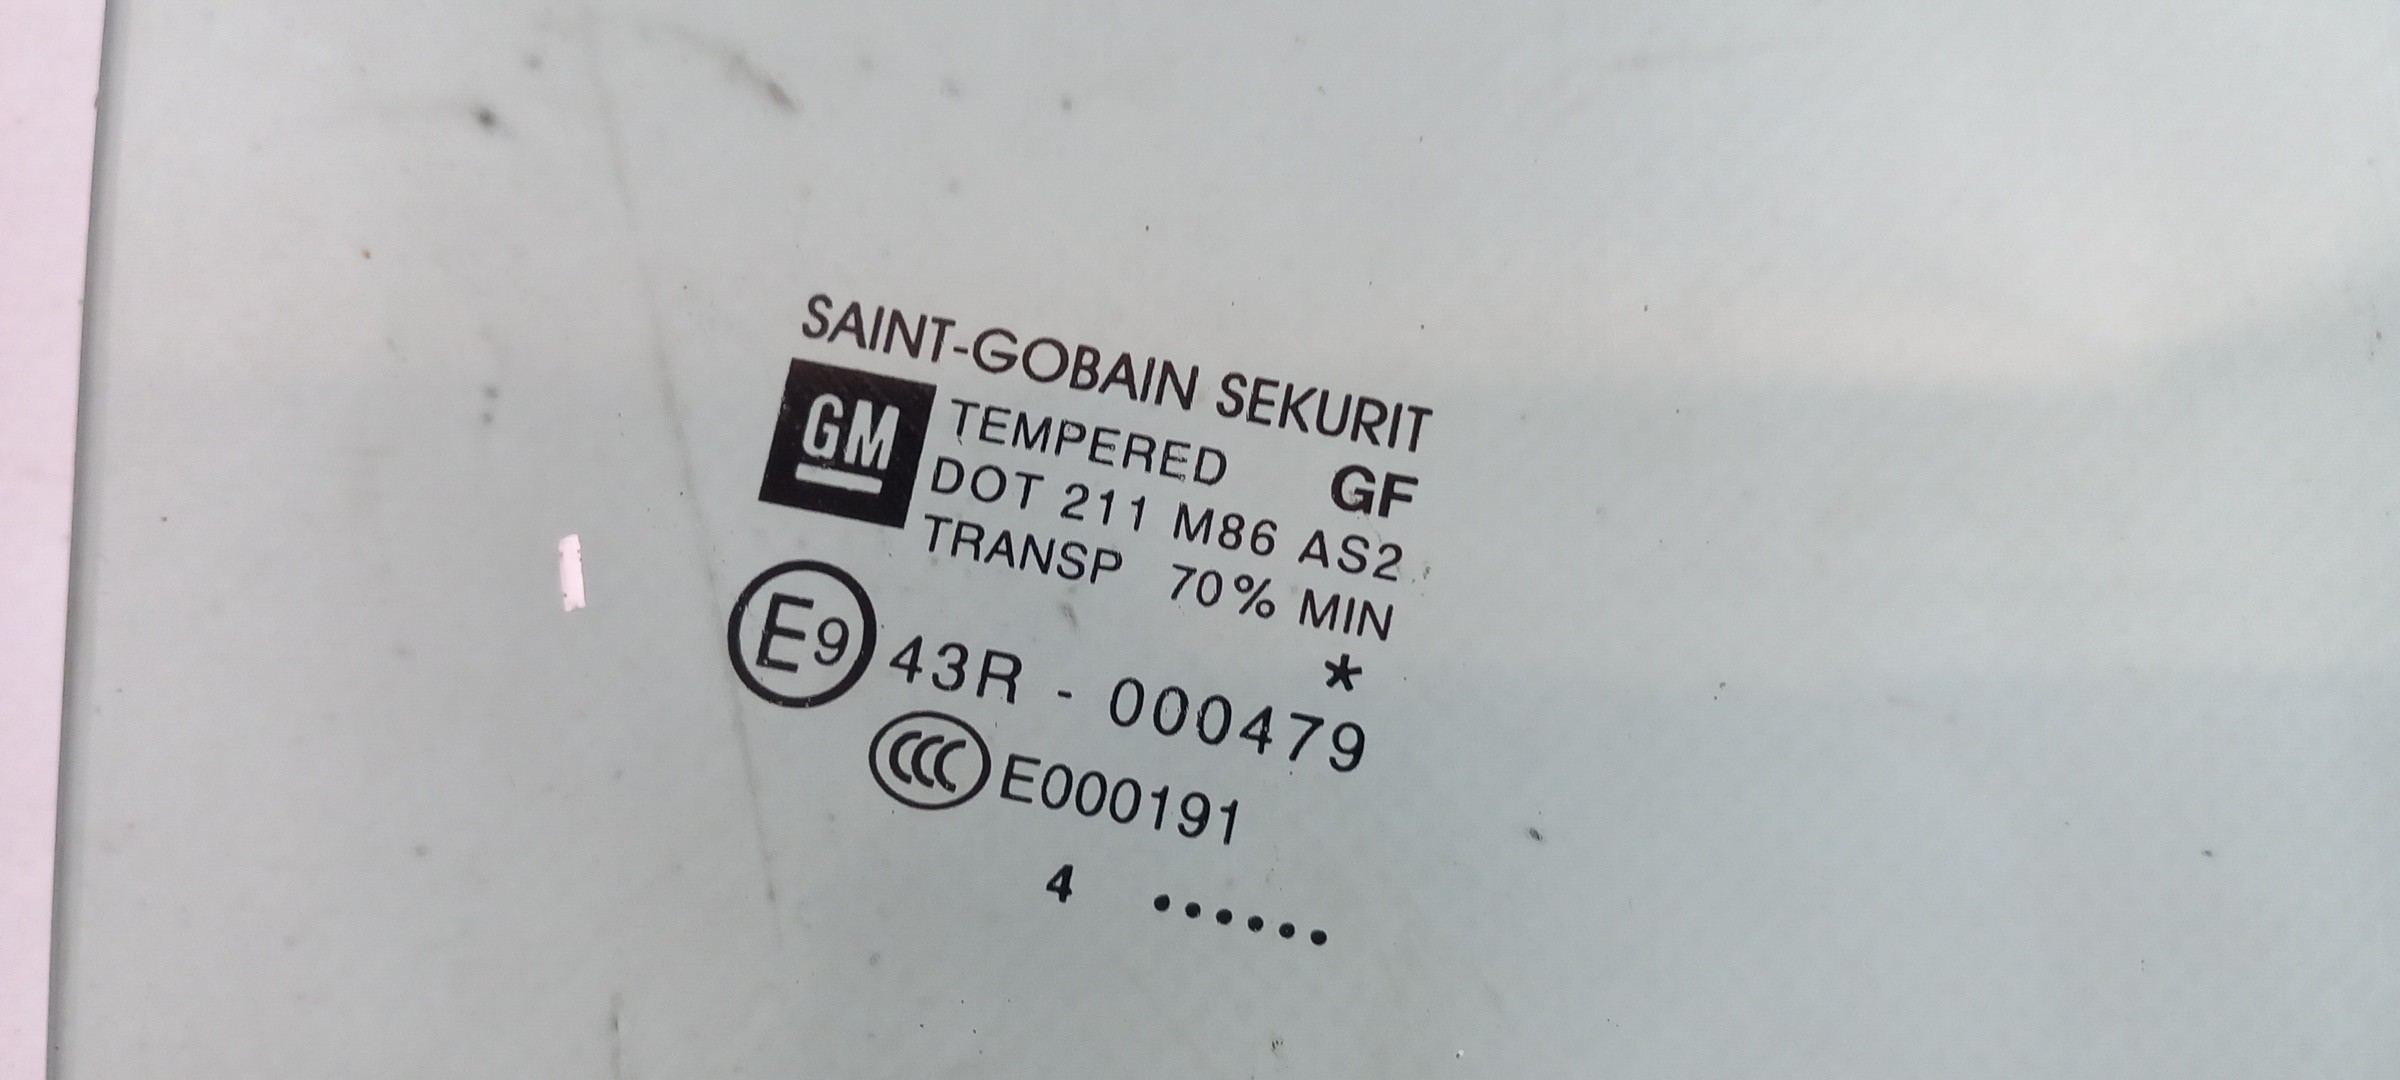 SAINT-GOBAIN SEKURIT
GM
TEMPERED GF
DOT 211 M86 AS2
TRANSP 70% MIN
*
E9 43R - 000479
CCC E000191
4 ......